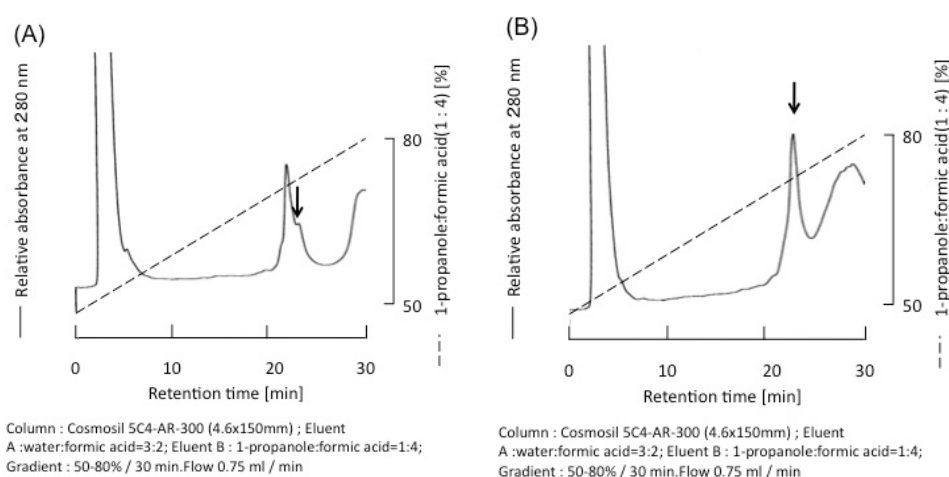 (A)
Relative absorbance at 280 nm
1-propanole:formic acid(1 : 4) [%]
80
50
0
10
20
30
Retention time [min]
Column : Cosmosil 5C4-AR-300 (4.6x150mm) ; Eluent
A :water:formic acid=3:2; Eluent B : 1-propanole:formic acid=1:4;
Gradient : 50-80% / 30 min.Flow 0.75 ml / min
(B)
Relative absorbance at 280 nm
1-propanole:formic acid(1 : 4) [%]
80
50
0
10
20
30
Retention time [min]
Column : Cosmosil 5C4-AR-300 (4.6x150mm) ; Eluent
A :water:formic acid=3:2; Eluent B : 1-propanole:formic acid=1:4;
Gradient : 50-80% / 30 min.Flow 0.75 ml / min